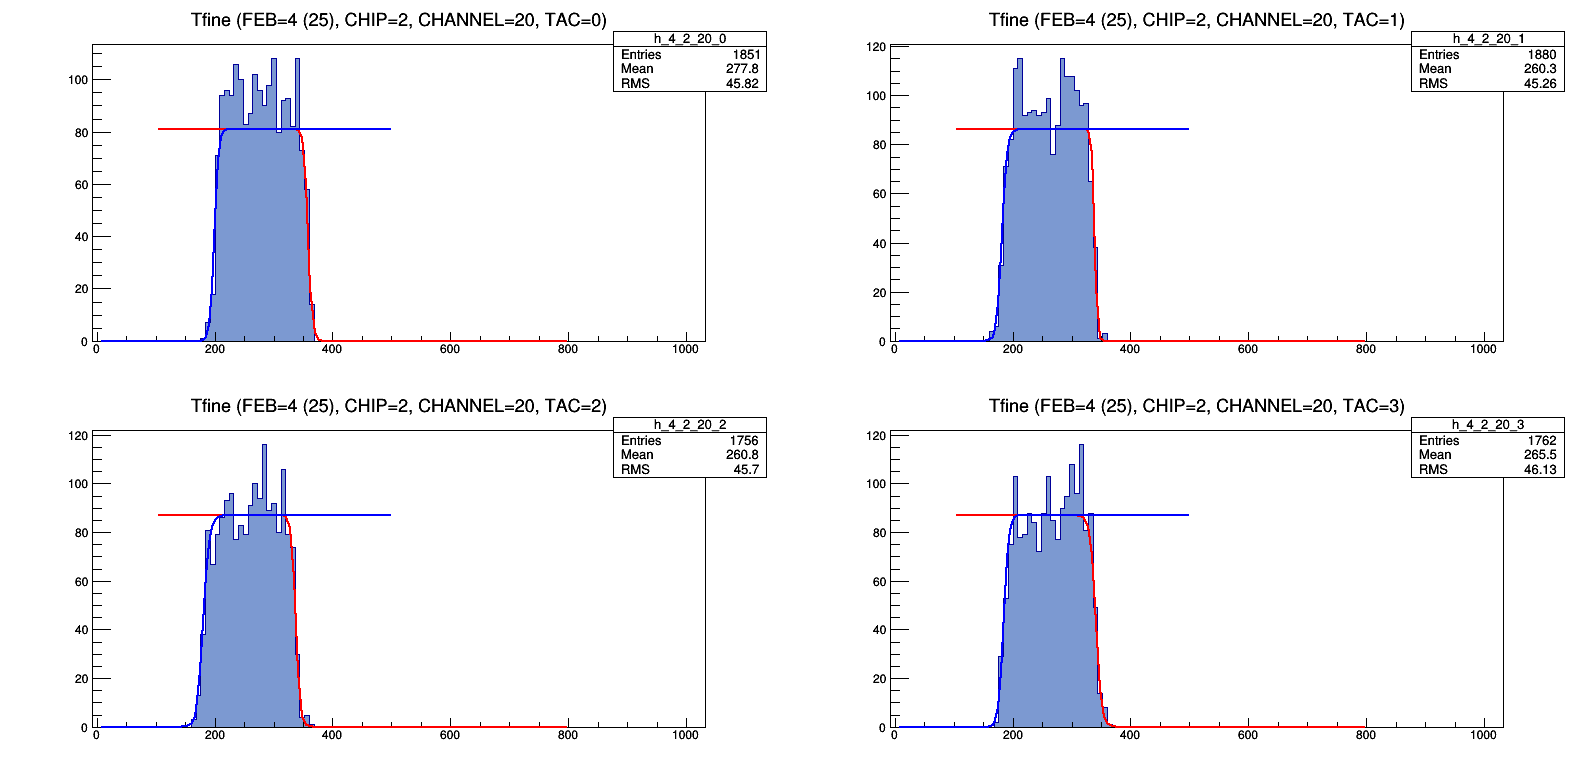 Tfine (FEB=4 (25), CHIP=2, CHANNEL=20, TAC=0)
h_4_2_20_0
Entries 1851
Mean 277.8
RMS 45.82
100
80
60
40
20
0
0 200 400 600 800 1000
Tfine (FEB=4 (25), CHIP=2, CHANNEL=20, TAC=1)
h_4_2_20_1
Entries 1880
Mean 260.3
RMS 45.26
120
100
80
60
40
20
0
0 200 400 600 800 1000
Tfine (FEB=4 (25), CHIP=2, CHANNEL=20, TAC=2)
h_4_2_20_2
Entries 1756
Mean 260.8
RMS 45.7
120
100
80
60
40
20
0
0 200 400 600 800 1000
Tfine (FEB=4 (25), CHIP=2, CHANNEL=20, TAC=3)
h_4_2_20_3
Entries 1762
Mean 265.5
RMS 46.13
120
100
80
60
40
20
0
0 200 400 600 800 1000